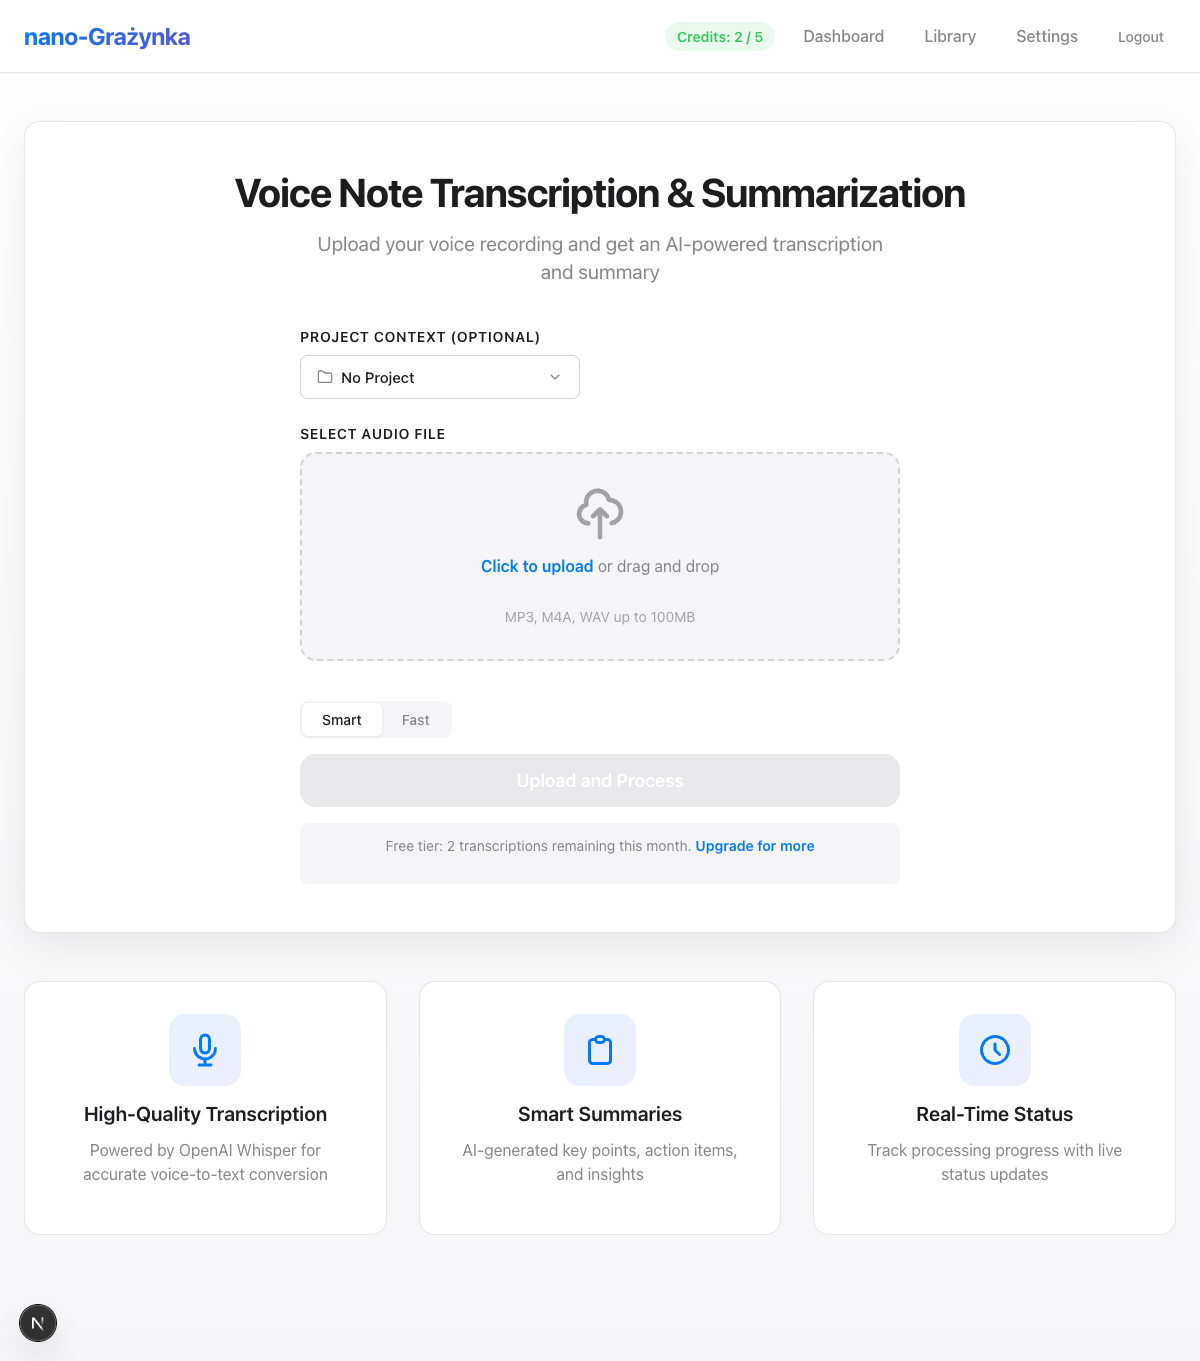 nano-Grażynka
Credits: 2 / 5
Dashboard
Library
Settings
Logout
Voice Note Transcription & Summarization
Upload your voice recording and get an AI-powered transcription
and summary
PROJECT CONTEXT (OPTIONAL)
No Project
SELECT AUDIO FILE
Click to upload or drag and drop
MP3, M4A, WAV up to 100MB
Smart
Fast
Upload and Process
Free tier: 2 transcriptions remaining this month. Upgrade for more
High-Quality Transcription
Powered by OpenAI Whisper for
accurate voice-to-text conversion
Smart Summaries
AI-generated key points, action items,
and insights
Real-Time Status
Track processing progress with live
status updates
N